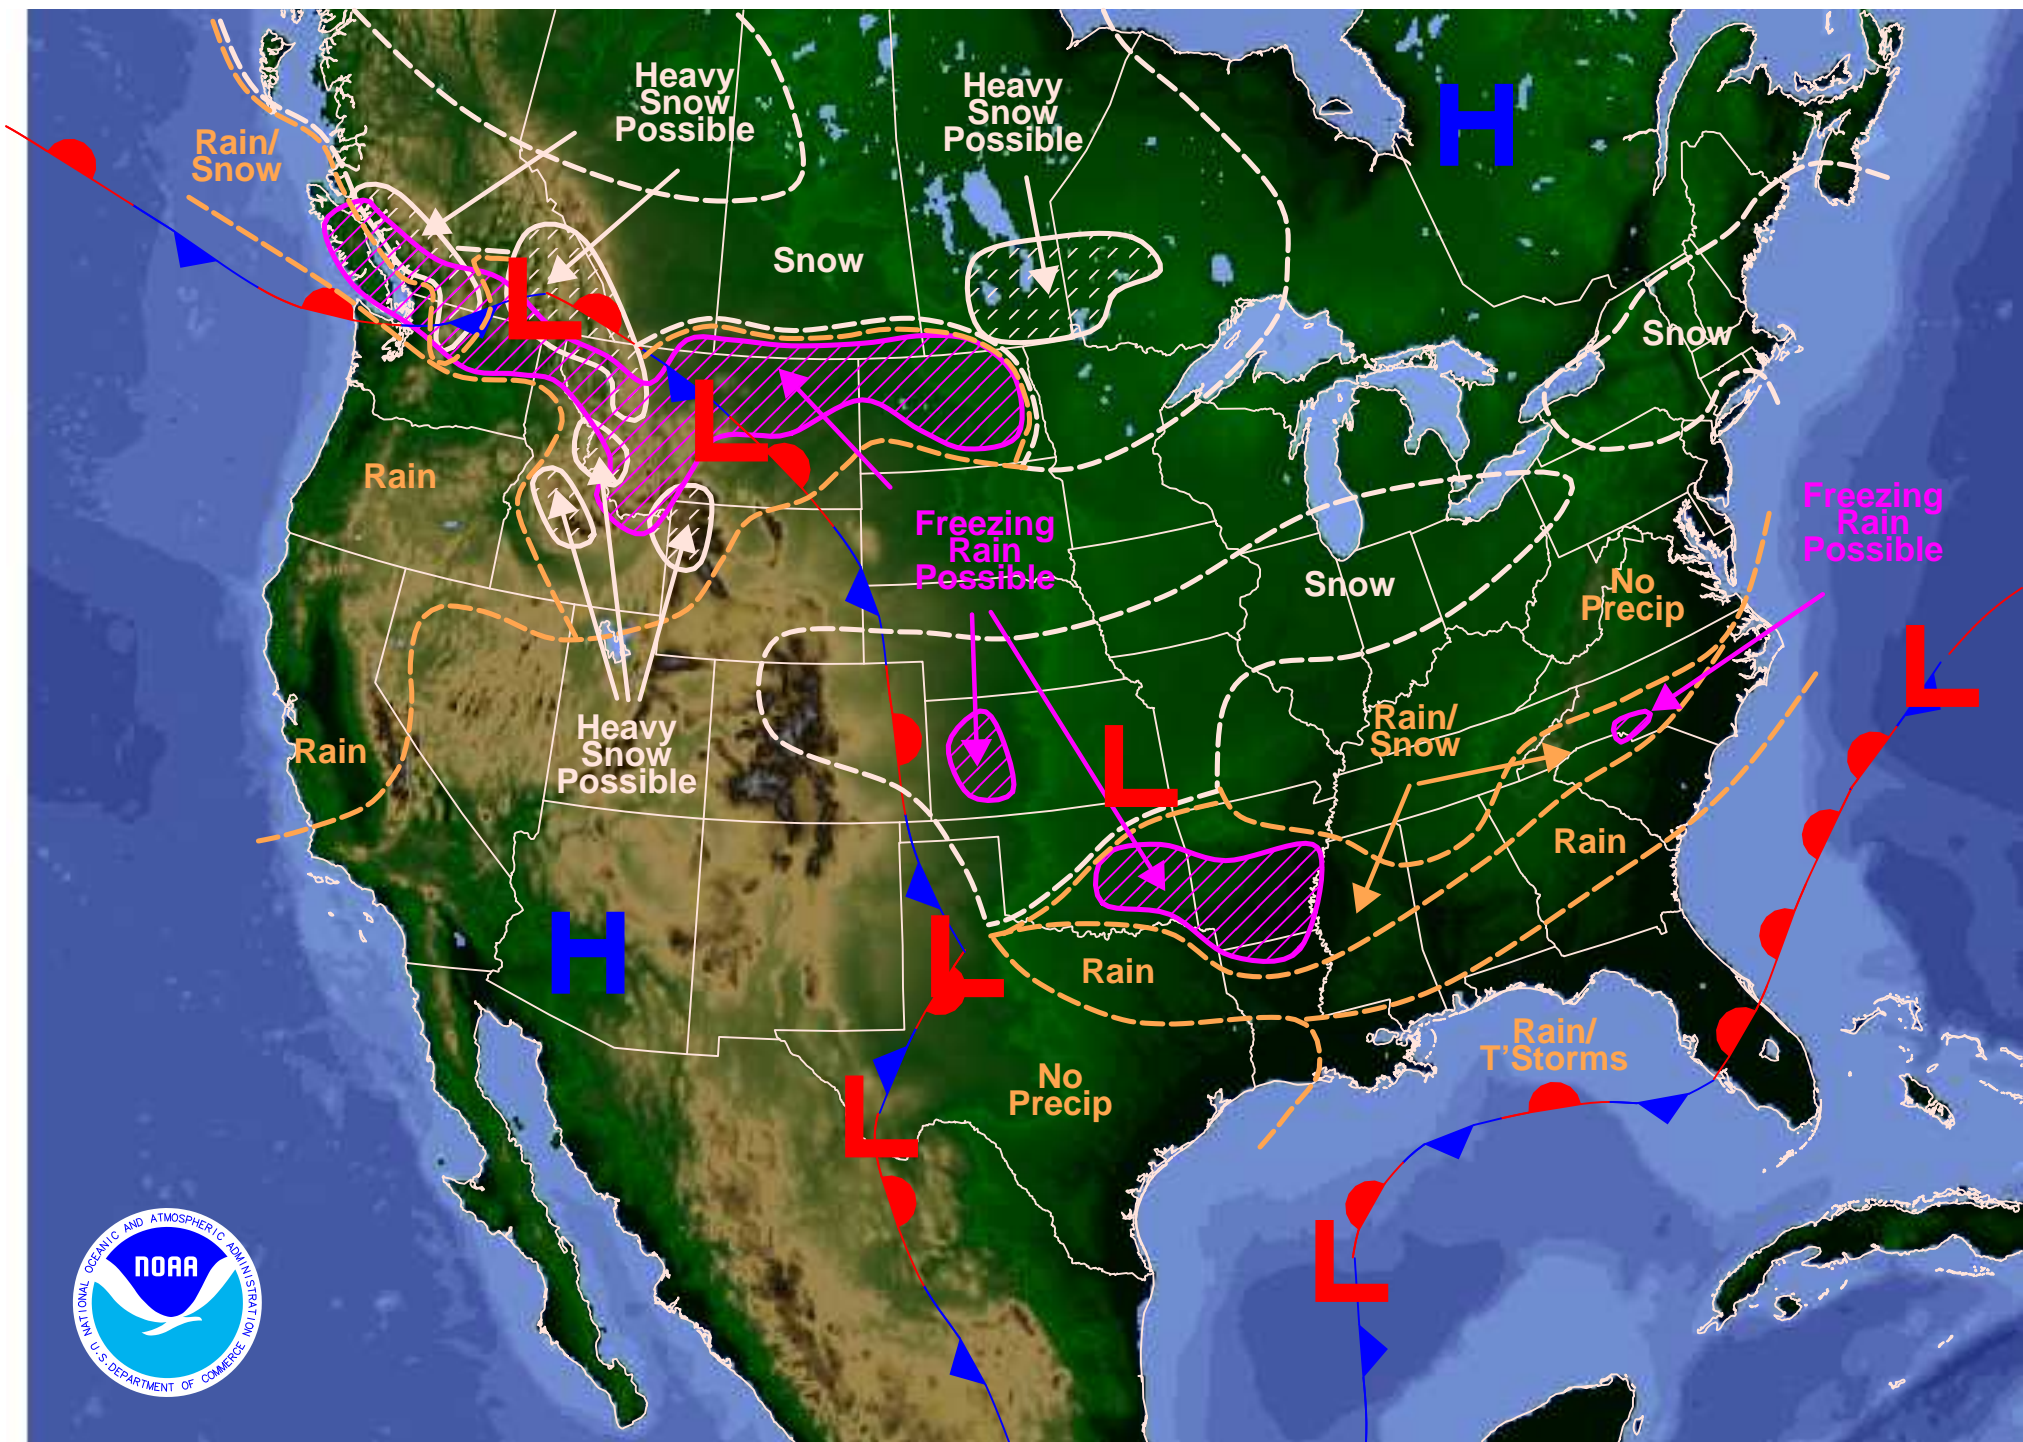 Heavy
Snow
Possible
Heavy
Snow
Possible
H
Rain/
Snow
Snow
L
Snow
L
Rain
Freezing
Rain
Possible
Freezing
Rain
Possible
Snow
No
Precip
L
Rain
Heavy
Snow
Possible
L
Rain/
Snow
Rain
H
L
Rain
Rain/
T'Storms
No
Precip
L
L
NOAA
NATIONAL OCEANIC AND ATMOSPHERIC ADMINISTRATION
U.S. DEPARTMENT OF COMMERCE